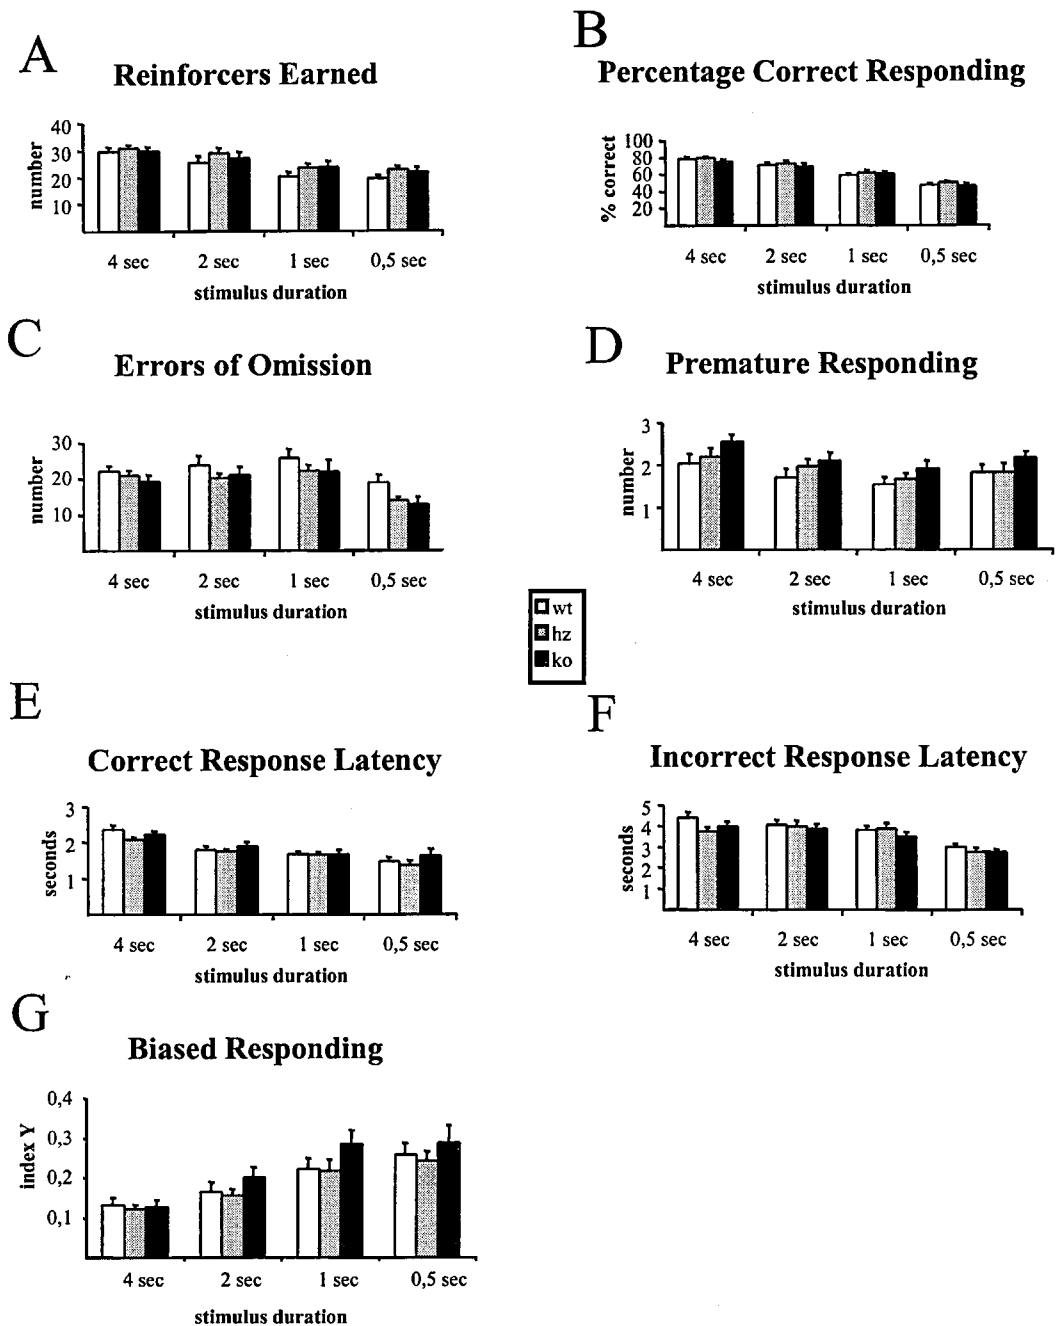 A
Reinforcers Earned
number
40
30
20
10
4 sec 2 sec 1 sec 0,5 sec
stimulus duration
B
Percentage Correct Responding
% correct
100
80
60
40
20
4 sec 2 sec 1 sec 0,5 sec
stimulus duration
C
Errors of Omission
number
30
20
10
4 sec 2 sec 1 sec 0,5 sec
stimulus duration
D
Premature Responding
number
3
2
1
4 sec 2 sec 1 sec 0,5 sec
stimulus duration
wt
hz
ko
E
Correct Response Latency
seconds
3
2
1
4 sec 2 sec 1 sec 0,5 sec
stimulus duration
F
Incorrect Response Latency
seconds
5
4
3
2
1
4 sec 2 sec 1 sec 0,5 sec
stimulus duration
G
Biased Responding
index Y
0,4
0,3
0,2
0,1
4 sec 2 sec 1 sec 0,5 sec
stimulus duration